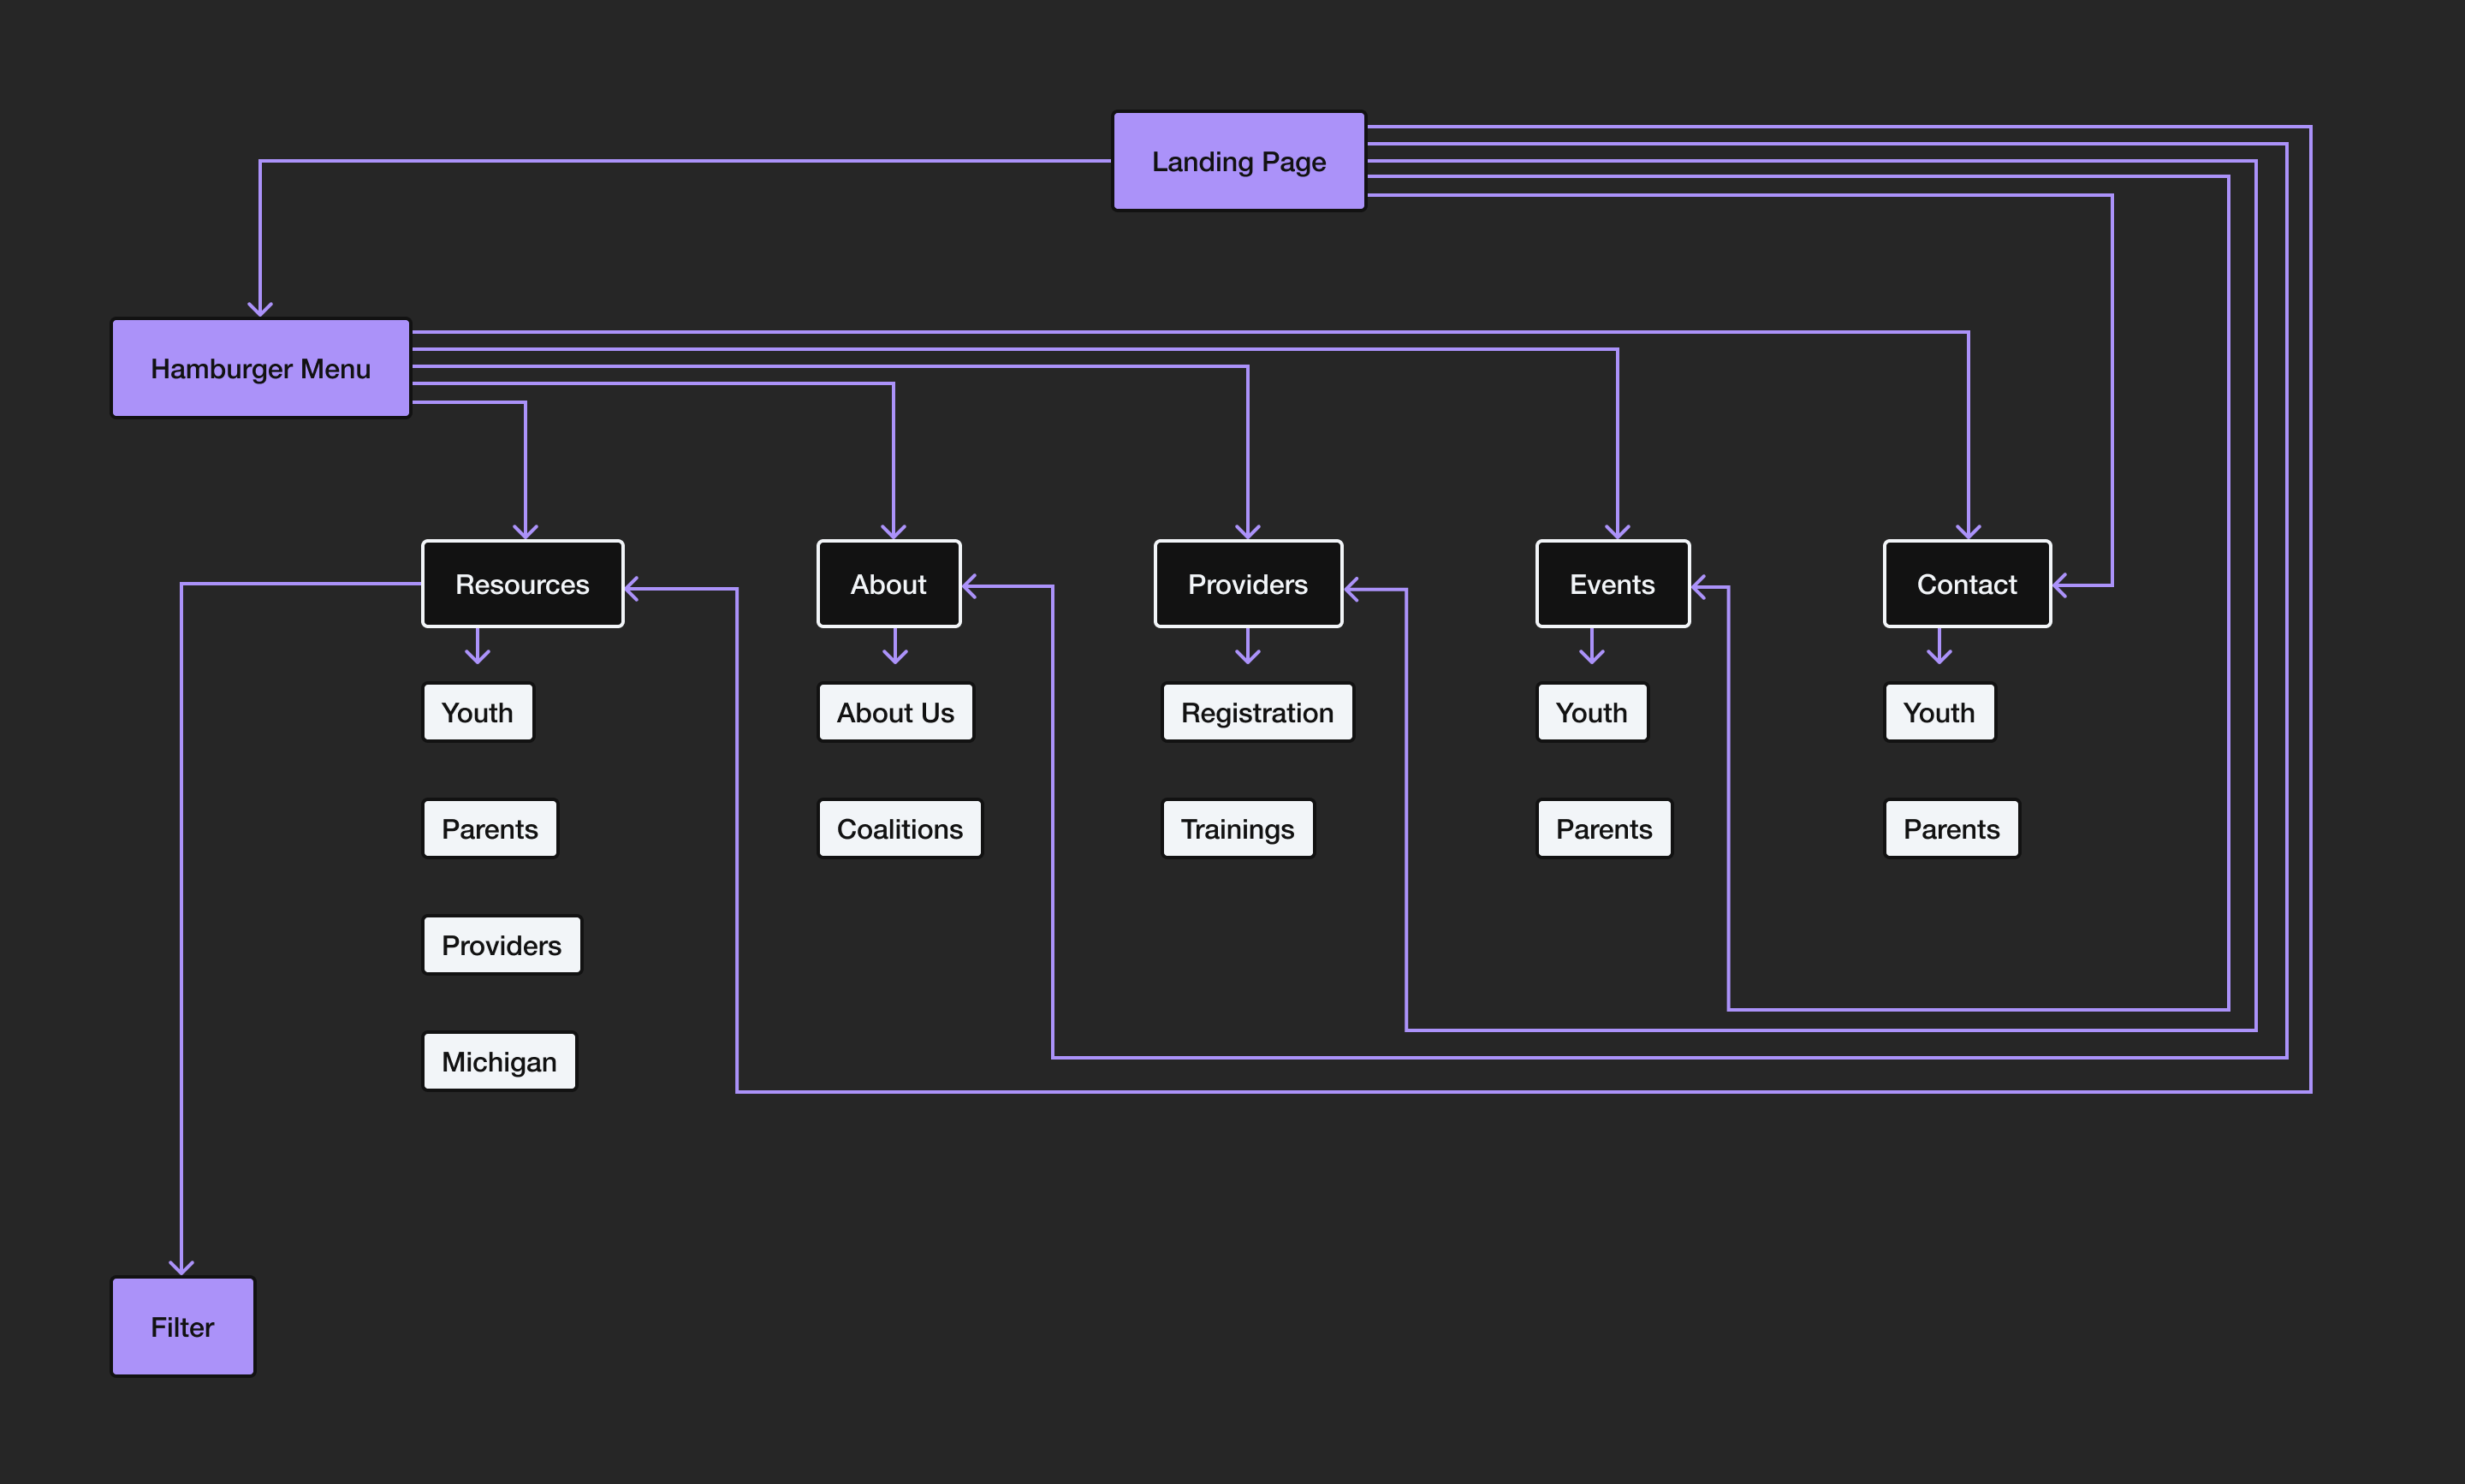 Landing Page
Hamburger Menu
Resources
About
Providers
Events
Contact
Youth
About Us
Registration
Youth
Youth
Parents
Coalitions
Trainings
Parents
Parents
Providers
Michigan
Filter